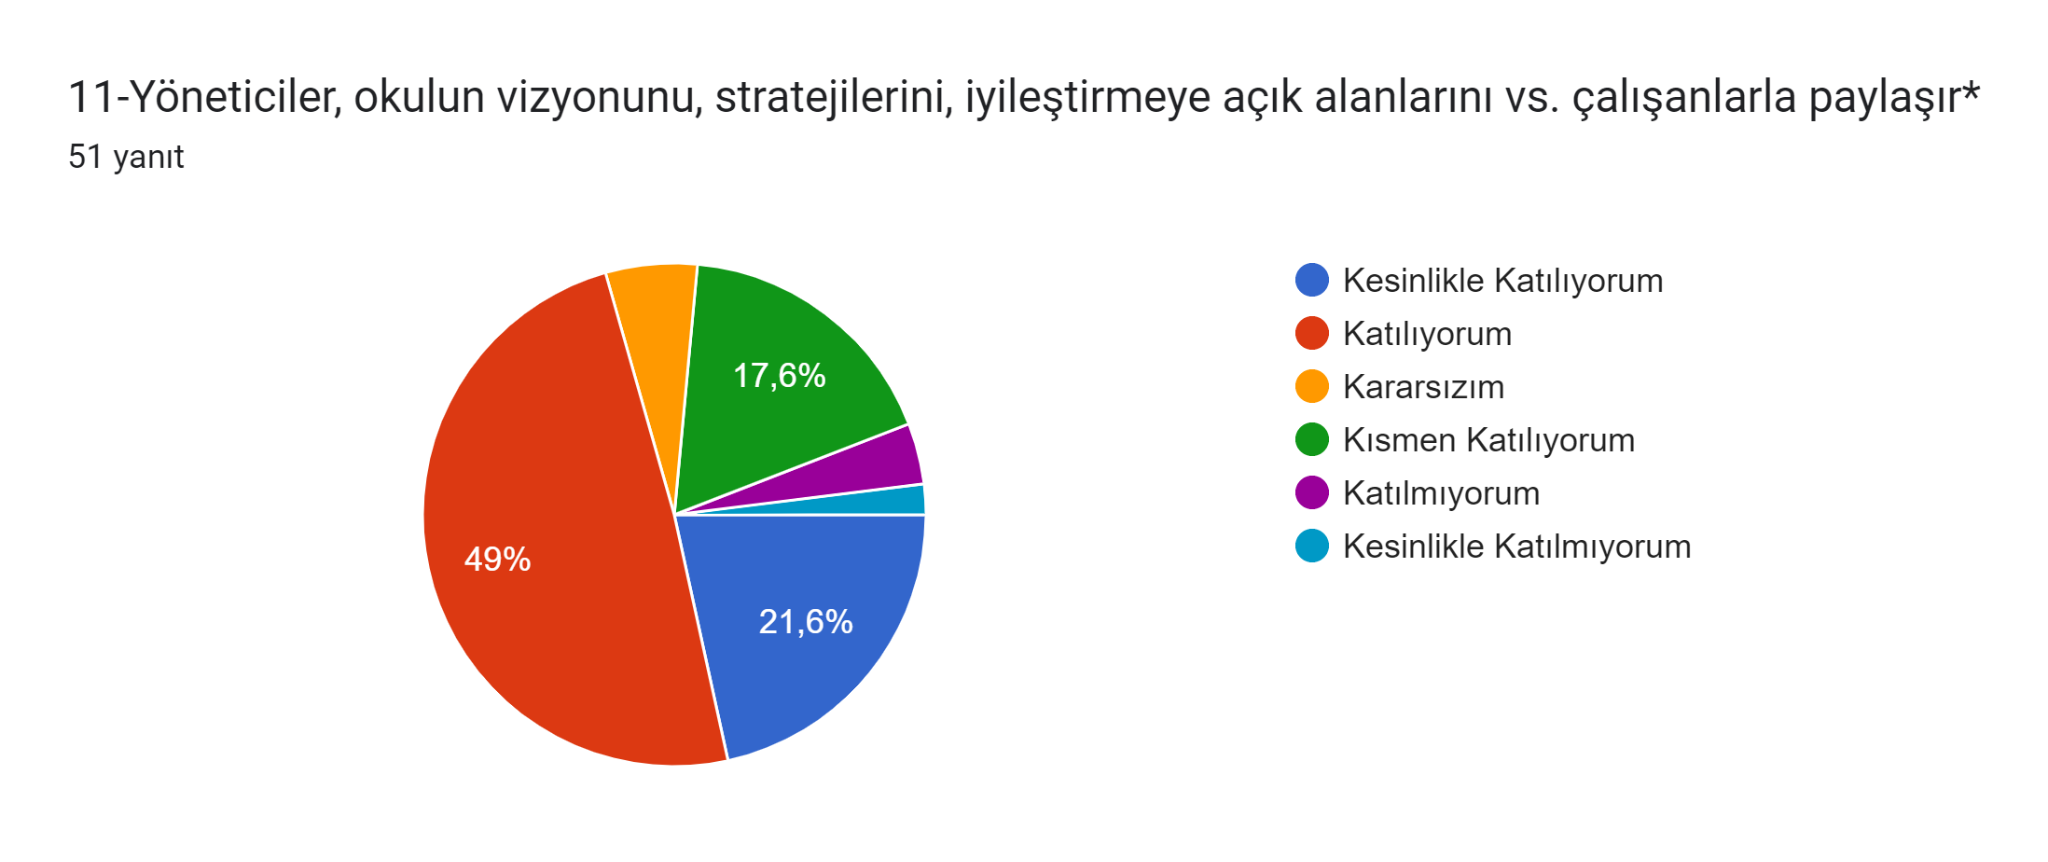 11-Yöneticiler, okulun vizyonunu, stratejilerini, iyileştirmeye açık alanlarını vs. çalışanlarla paylaşır*
51 yanıt
17,6%
49%
21,6%
Kesinlikle Katılıyorum
Katılıyorum
Kararsızım
Kısmen Katılıyorum
Katılmıyorum
Kesinlikle Katılmıyorum